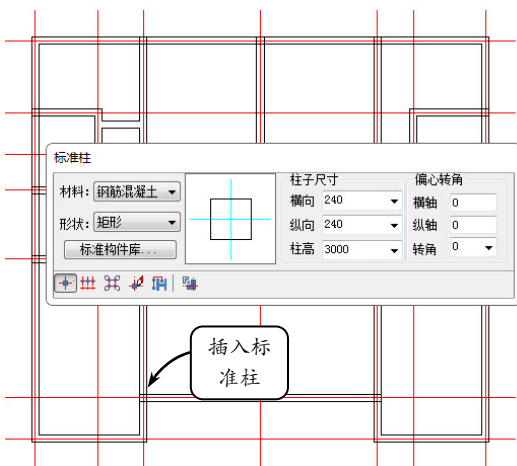 标准柱
材料: 钢筋混凝土
形状: 矩形
标准构件库...
柱子尺寸
横向 240
纵向 240
柱高 3000
偏心转角
横轴 0
纵轴 0
转角 0
插入标
准柱